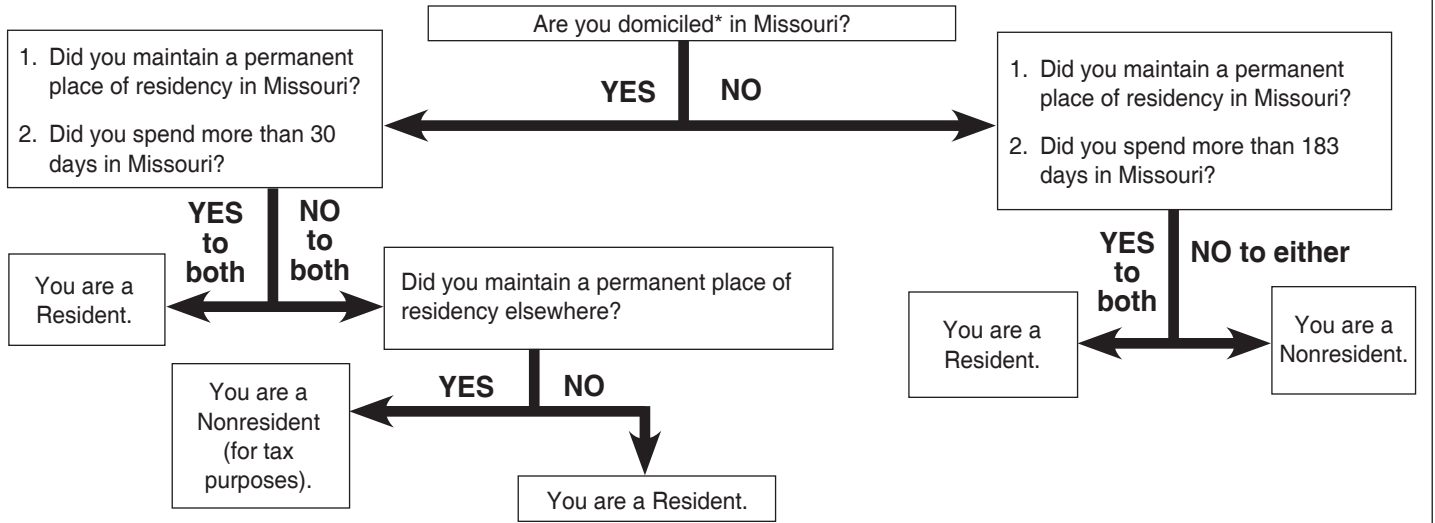 Are you domiciled* in Missouri?
1. Did you maintain a permanent
place of residency in Missouri?
2. Did you spend more than 30
days in Missouri?
YES
NO
1. Did you maintain a permanent
place of residency in Missouri?
2. Did you spend more than 183
days in Missouri?
YES
to
both
NO
to
both
You are a
Resident.
Did you maintain a permanent place of
residency elsewhere?
YES
to
both
NO to either
You are a
Resident.
You are a
Nonresident.
YES
NO
You are a
Nonresident
(for tax
purposes).
You are a Resident.